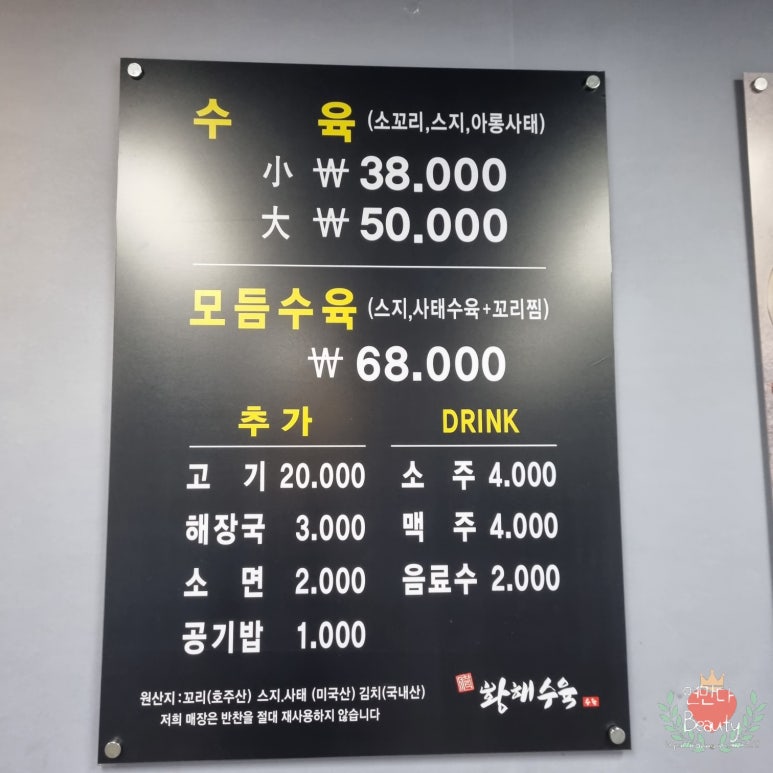 수 육 (소꼬리,스지,아롱사태)
小 ₩ 38.000
大 ₩ 50.000
모듬수육 (스지,사태수육+꼬리찜)
₩ 68.000
추 가
고 기 20.000
해장국 3.000
소 면 2.000
공기밥 1.000
DRINK
소 주 4.000
맥 주 4.000
음료수 2.000
원산지 : 꼬리(호주산) 스지,사태 (미국산) 김치(국내산)
저희 매장은 반찬을 절대 재사용하지 않습니다
황해수육
Beauty